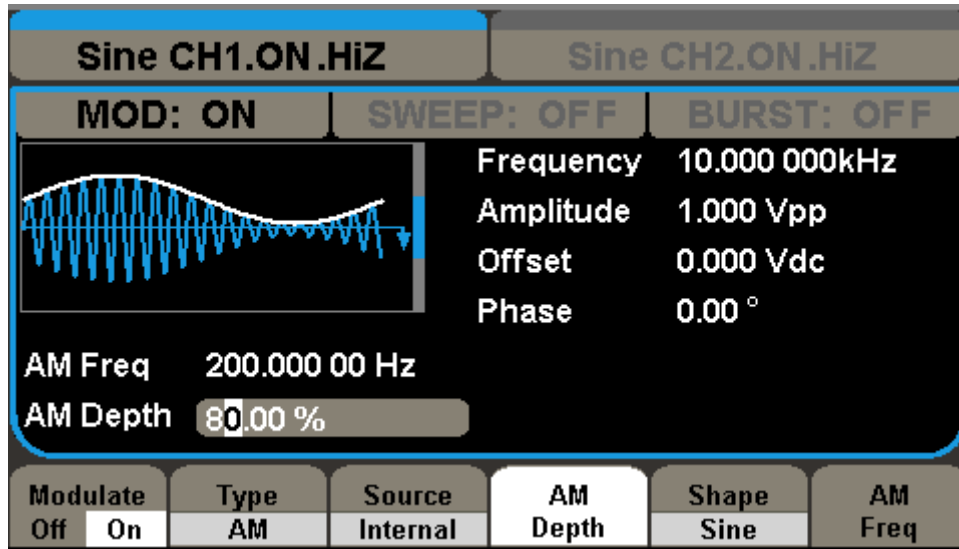 Sine CH1.ON.HiZ
Sine CH2.ON.HiZ
MOD: ON
SWEEP: OFF
BURST: OFF
Frequency 10.000 000kHz
Amplitude 1.000 Vpp
Offset 0.000 Vdc
Phase 0.00 °
AM Freq 200.000 00 Hz
AM Depth 80.00 %
Modulate
Off On
Type
AM
Source
Internal
AM
Depth
Shape
Sine
AM
Freq